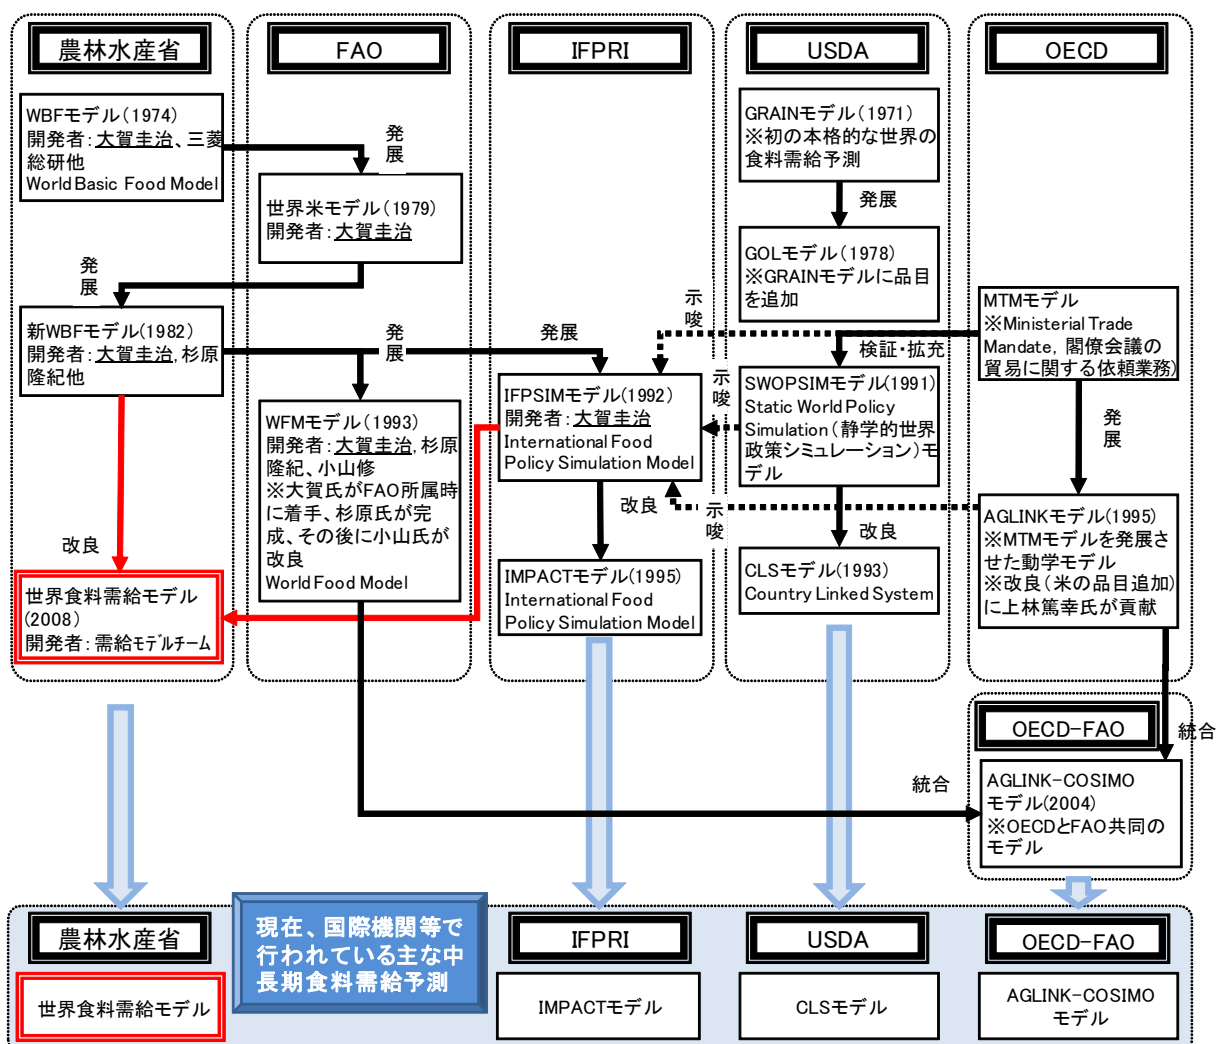 農林水産省
FAO
IFPRI
USDA
OECD
WBFモデル(1974)
開発者:大賀圭治、三菱
総研他
World Basic Food Model
発
展
世界米モデル(1979)
開発者:大賀圭治
発
展
新WBFモデル(1982)
開発者:大賀圭治,杉原
隆紀他
改良
世界食料需給モデル
(2008)
開発者:需給モデルチーム
発
展
WFMモデル(1993)
開発者:大賀圭治,杉原
隆紀、小山修
※大賀氏がFAO所属時
に着手、杉原氏が完
成、その後に小山氏が
改良
World Food Model
発展
IFPSIMモデル(1992)
開発者:大賀圭治
International Food
Policy Simulation Model
改良
IMPACTモデル(1995)
International Food
Policy Simulation Model
GRAINモデル(1971)
※初の本格的な世界の
食料需給予測
発展
GOLモデル(1978)
※GRAINモデルに品目
を追加
示
唆
検証・拡充
示
唆
SWOPSIMモデル(1991)
Static World Policy
Simulation(静学的世界
政策シミュレーション)モ
デル
示
唆
改良
CLSモデル(1993)
Country Linked System
MTMモデル
※Ministerial Trade
Mandate, 閣僚会議の
貿易に関する依頼業務)
発
展
AGLINKモデル(1995)
※MTMモデルを発展さ
せた動学モデル
※改良(米の品目追加)
に上林篤幸氏が貢献
OECD-FAO
統合
統合
AGLINK-COSIMO
モデル(2004)
※OECDとFAO共同の
モデル
現在、国際機関等で
行われている主な中
長期食料需給予測
農林水産省
IFPRI
USDA
OECD-FAO
世界食料需給モデル
IMPACTモデル
CLSモデル
AGLINK-COSIMO
モデル